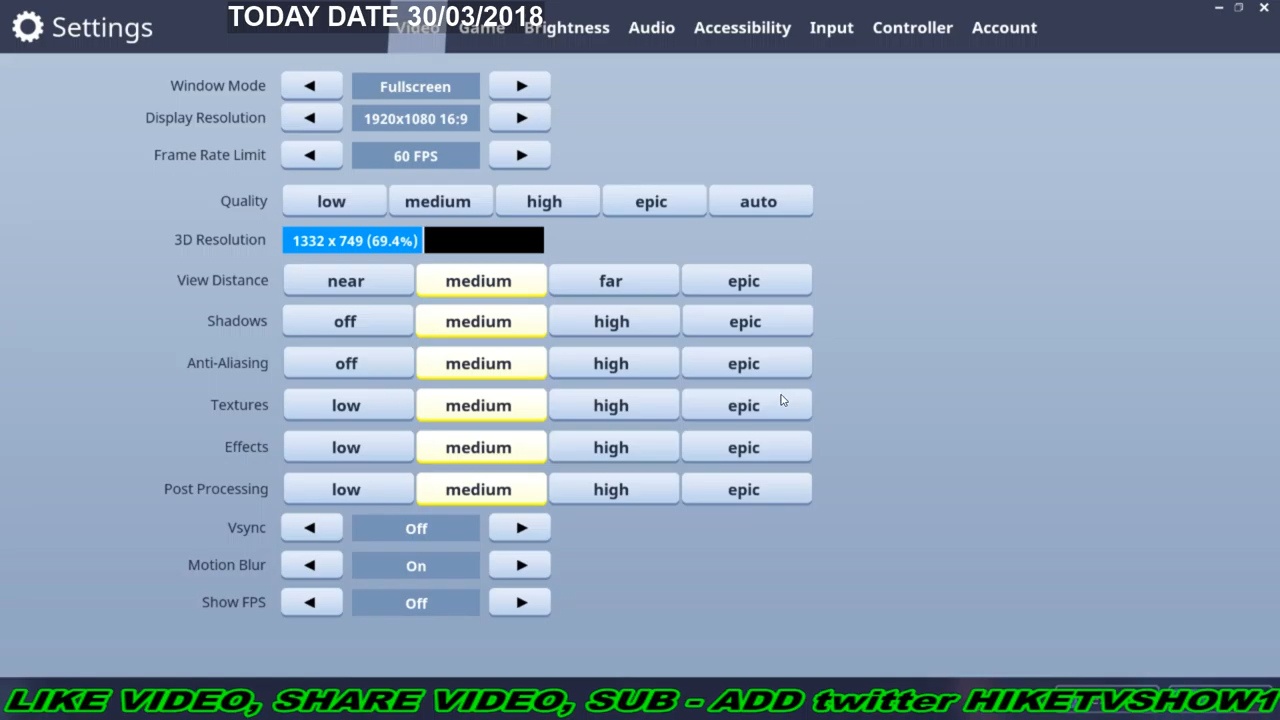 TODAY DATE 30/03/2018
Settings Video Game Brightness Audio Accessibility Input Controller Account
Window Mode Fullscreen
Display Resolution 1920x1080 16:9
Frame Rate Limit 60 FPS
Quality low medium high epic auto
3D Resolution 1332 x 749 (69.4%)
View Distance near medium far epic
Shadows off medium high epic
Anti-Aliasing off medium high epic
Textures low medium high epic
Effects low medium high epic
Post Processing low medium high epic
Vsync Off
Motion Blur On
Show FPS Off
LIKE VIDEO, SHARE VIDEO, SUB - ADD twitter HIKETVSHOW1